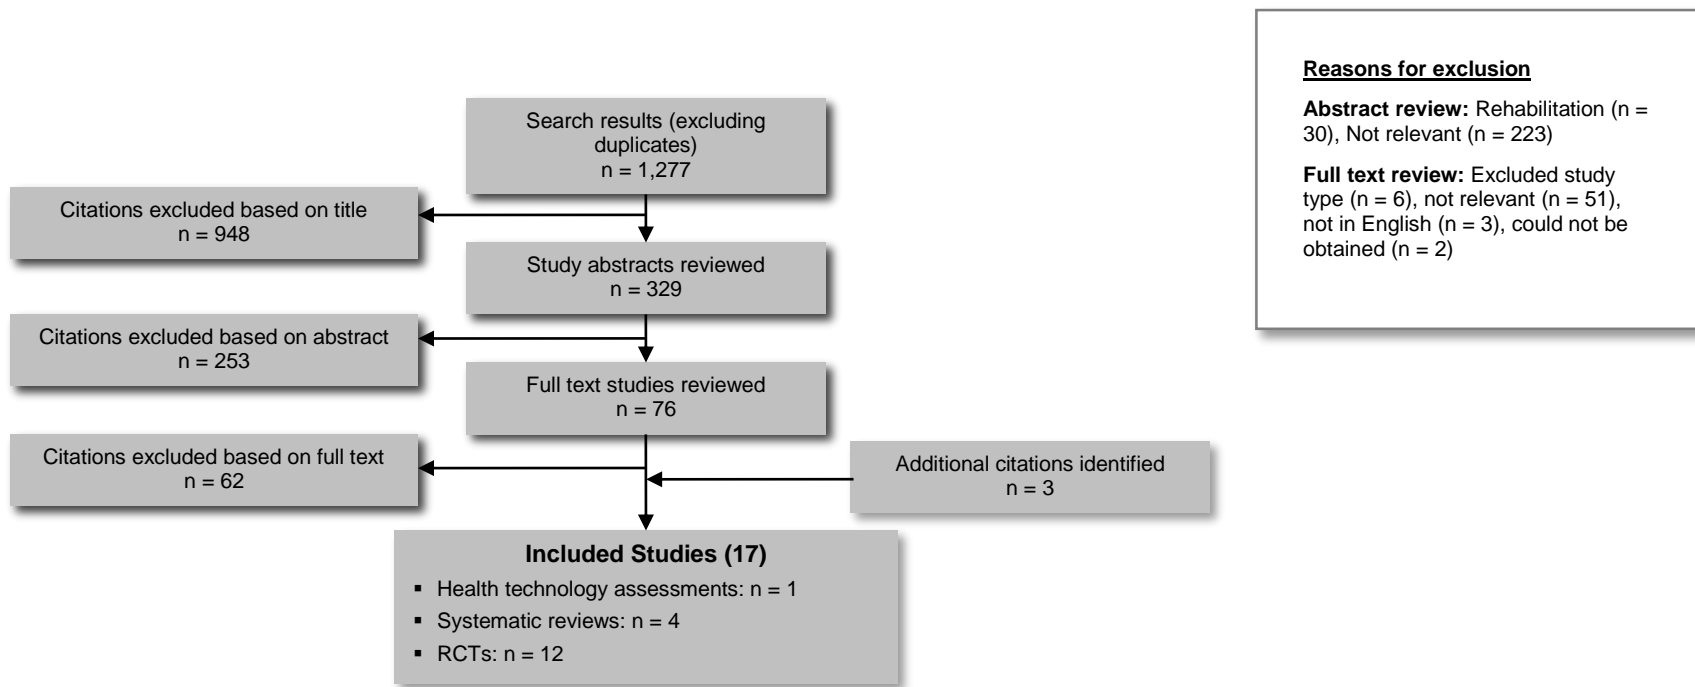 Search results (excluding
duplicates)
n = 1,277
Citations excluded based on title
n = 948
Study abstracts reviewed
n = 329
Citations excluded based on abstract
n = 253
Full text studies reviewed
n = 76
Citations excluded based on full text
n = 62
Additional citations identified
n = 3
Included Studies (17)
▪ Health technology assessments: n = 1
▪ Systematic reviews: n = 4
▪ RCTs: n = 12
Reasons for exclusion
Abstract review: Rehabilitation (n =
30), Not relevant (n = 223)
Full text review: Excluded study
type (n = 6), not relevant (n = 51),
not in English (n = 3), could not be
obtained (n = 2)